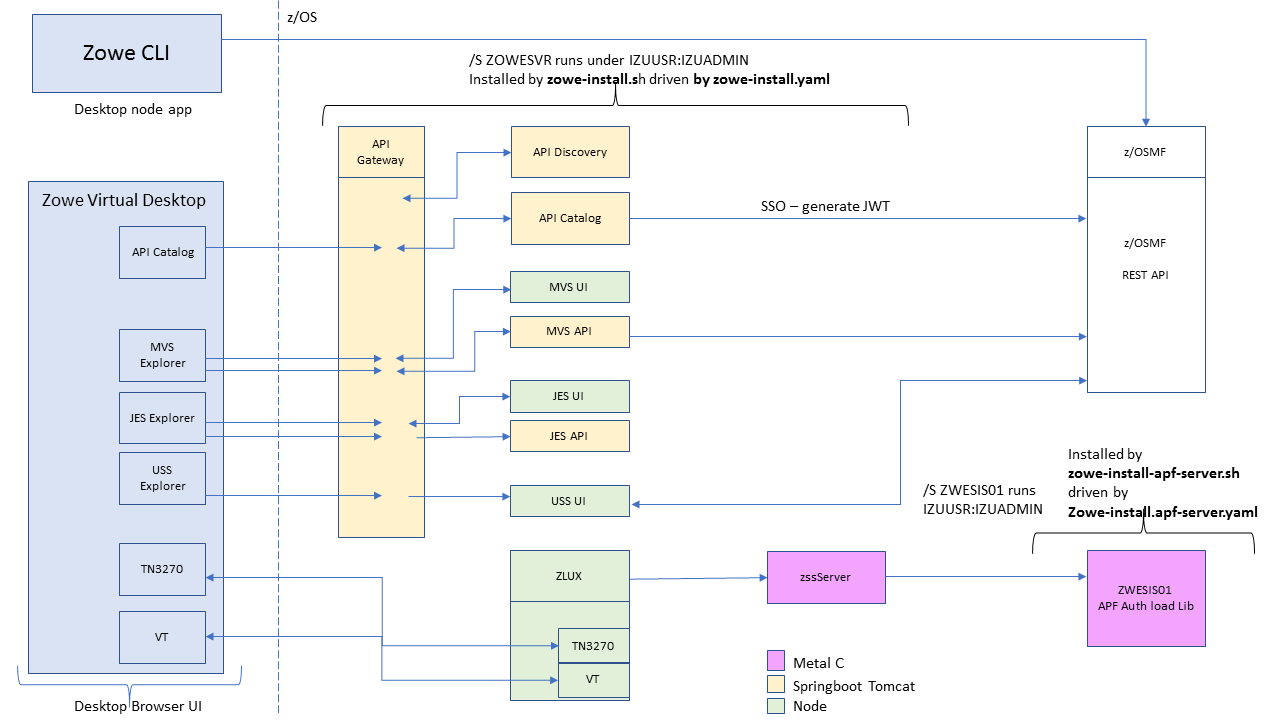 z/OS
Zowe CLI
Desktop node app
/S ZOWESVR runs under IZUUSR:IZUADMIN
Installed by zowe-install.sh driven by zowe-install.yaml
Zowe Virtual Desktop
API Catalog
MVS
Explorer
JES Explorer
USS
Explorer
TN3270
VT
Desktop Browser UI
API
Gateway
API Discovery
API Catalog
MVS UI
MVS API
JES UI
JES API
USS UI
SSO – generate JWT
z/OSMF
z/OSMF
REST API
/S ZWESIS01 runs
IZUUSR:IZUADMIN
Installed by
zowe-install-apf-server.sh
driven by
Zowe-install.apf-server.yaml
ZLUX
TN3270
VT
zssServer
ZWESIS01
APF Auth load Lib
Metal C
Springboot Tomcat
Node